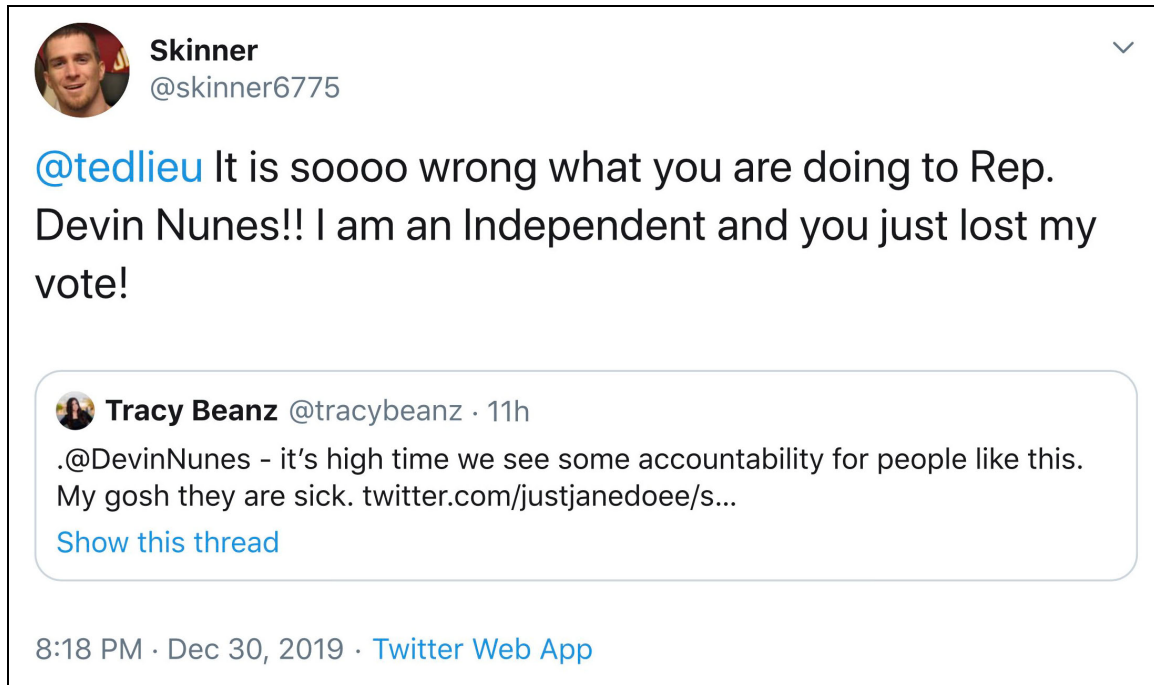 Skinner
@skinner6775
@tedlieu It is soooo wrong what you are doing to Rep.
Devin Nunes!! I am an Independent and you just lost my
vote!
Tracy Beanz @tracybeanz · 11h
.@DevinNunes - it's high time we see some accountability for people like this.
My gosh they are sick. twitter.com/justjanedoee/s...
Show this thread
8:18 PM · Dec 30, 2019 · Twitter Web App